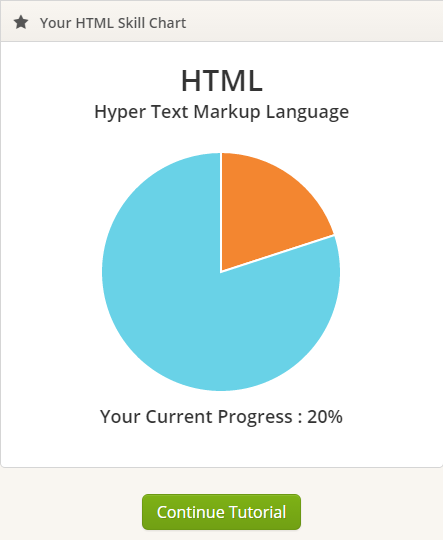 Your HTML Skill Chart
HTML
Hyper Text Markup Language
Your Current Progress : 20%
Continue Tutorial